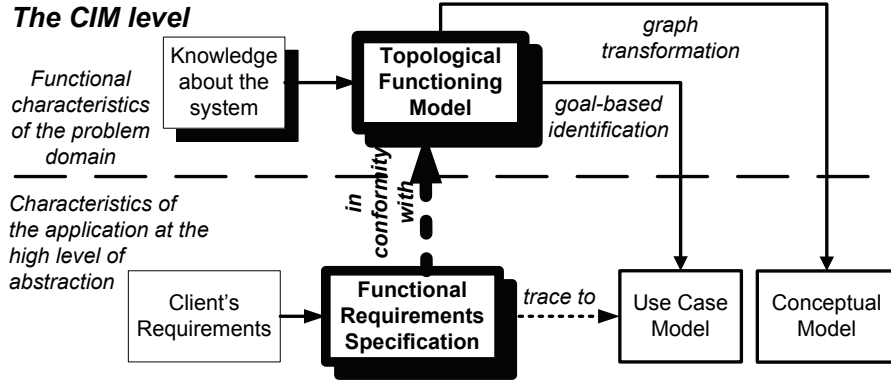 The CIM level
Knowledge
about the
system
Topological
Functioning
Model
graph
transformation
Functional
characteristics
of the problem
domain
goal-based
identification
in
conformity
with
Characteristics of
the application at the
high level of
abstraction
Client's
Requirements
Functional
Requirements
Specification
trace to
Use Case
Model
Conceptual
Model